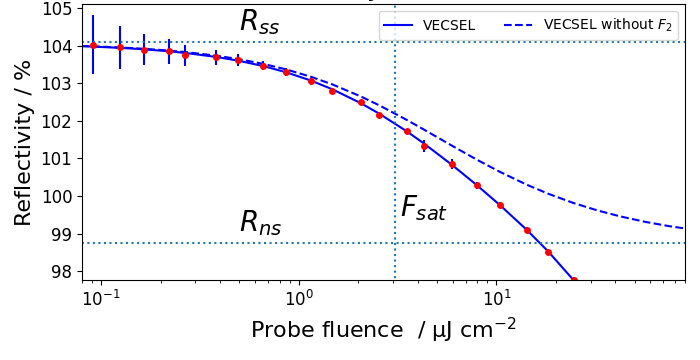 105
104
103
102
101
100
99
98
Reflectivity / %
R_ss
R_ns
F_sat
VECSEL
VECSEL without F_2
10^−1
10^0
10^1
Probe fluence / μJ cm^−2